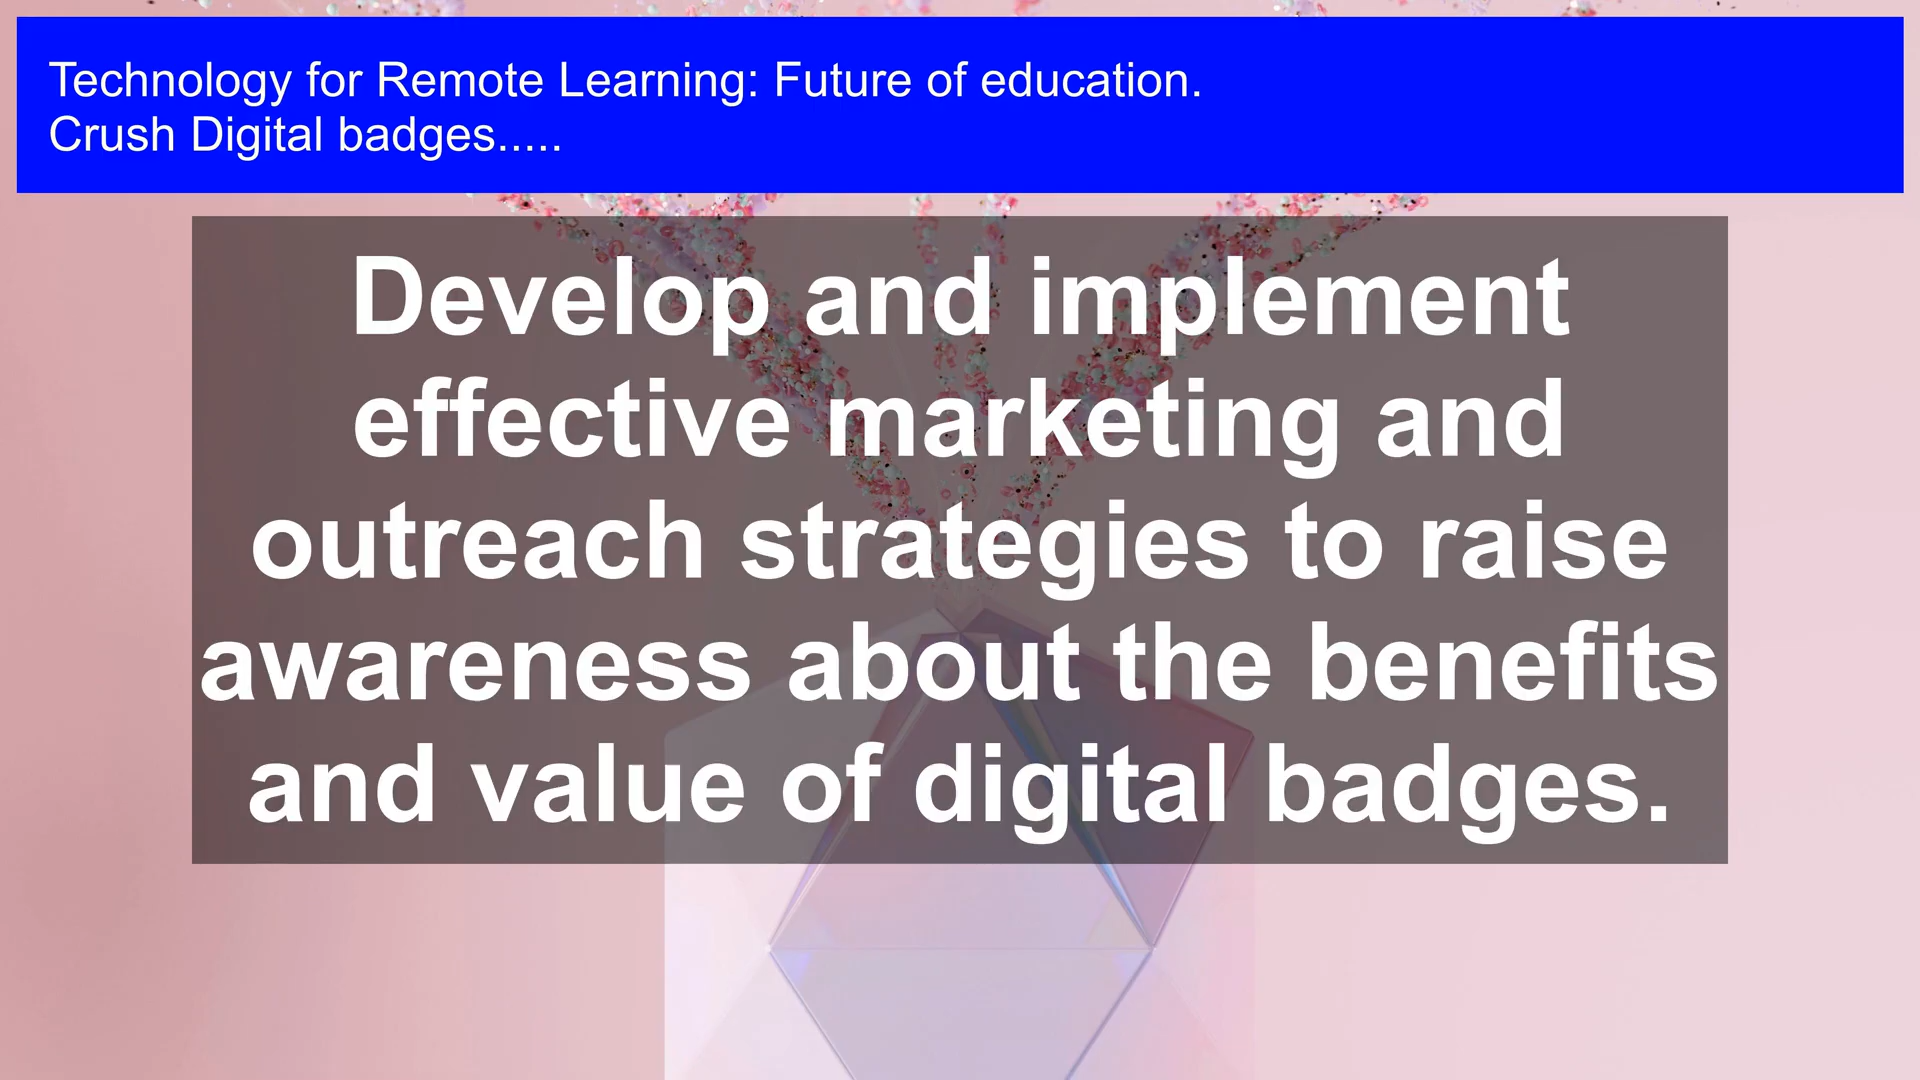 Technology for Remote Learning: Future of education.
Crush Digital badges.....
Develop and implement
effective marketing and
outreach strategies to raise
awareness about the benefits
and value of digital badges.